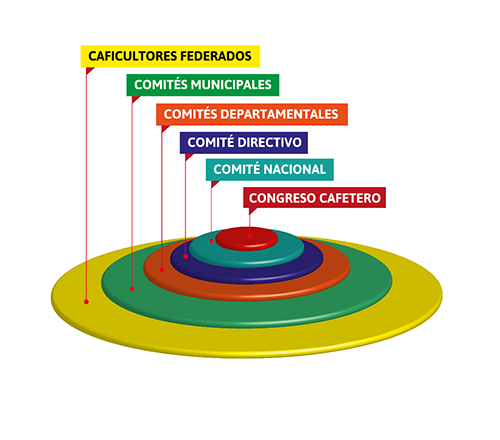 CAFICULTORES FEDERADOS
COMITÉS MUNICIPALES
COMITÉS DEPARTAMENTALES
COMITÉ DIRECTIVO
COMITÉ NACIONAL
CONGRESO CAFETERO